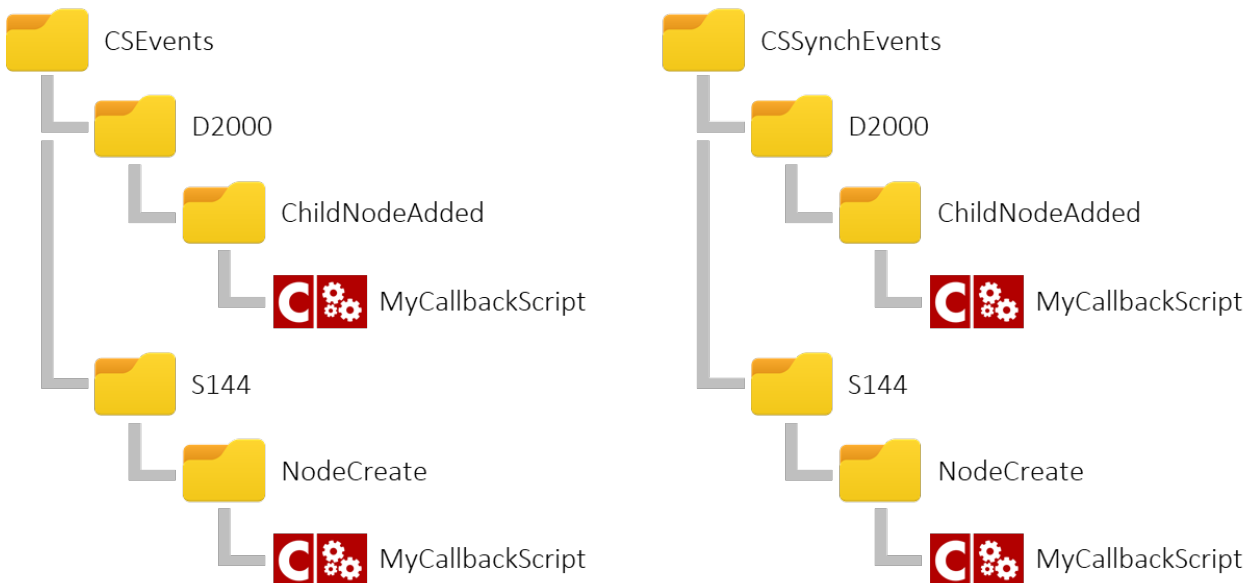 CSEvents
D2000
ChildNodeAdded
MyCallbackScript
S144
NodeCreate
MyCallbackScript
CSSynchEvents
D2000
ChildNodeAdded
MyCallbackScript
S144
NodeCreate
MyCallbackScript